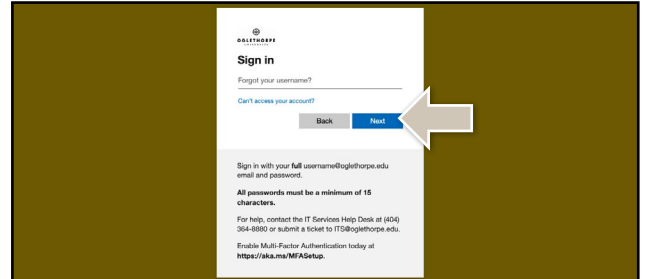 OGLETHORPE
UNIVERSITY
Sign in
Forgot your username?
Can't access your account?
Back
Next
Sign in with your full username@oglethorpe.edu
email and password.
All passwords must be a minimum of 15
characters.
For help, contact the IT Services Help Desk at (404)
364-8880 or submit a ticket to ITS@oglethorpe.edu.
Enable Multi-Factor Authentication today at
https://aka.ms/MFASetup.